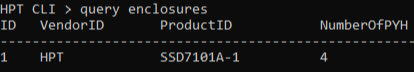 HPT CLI > query enclosures
ID VendorID ProductID NumberOfPYH
--------------------------------------------------------------------------------
1 HPT SSD7101A-1 4